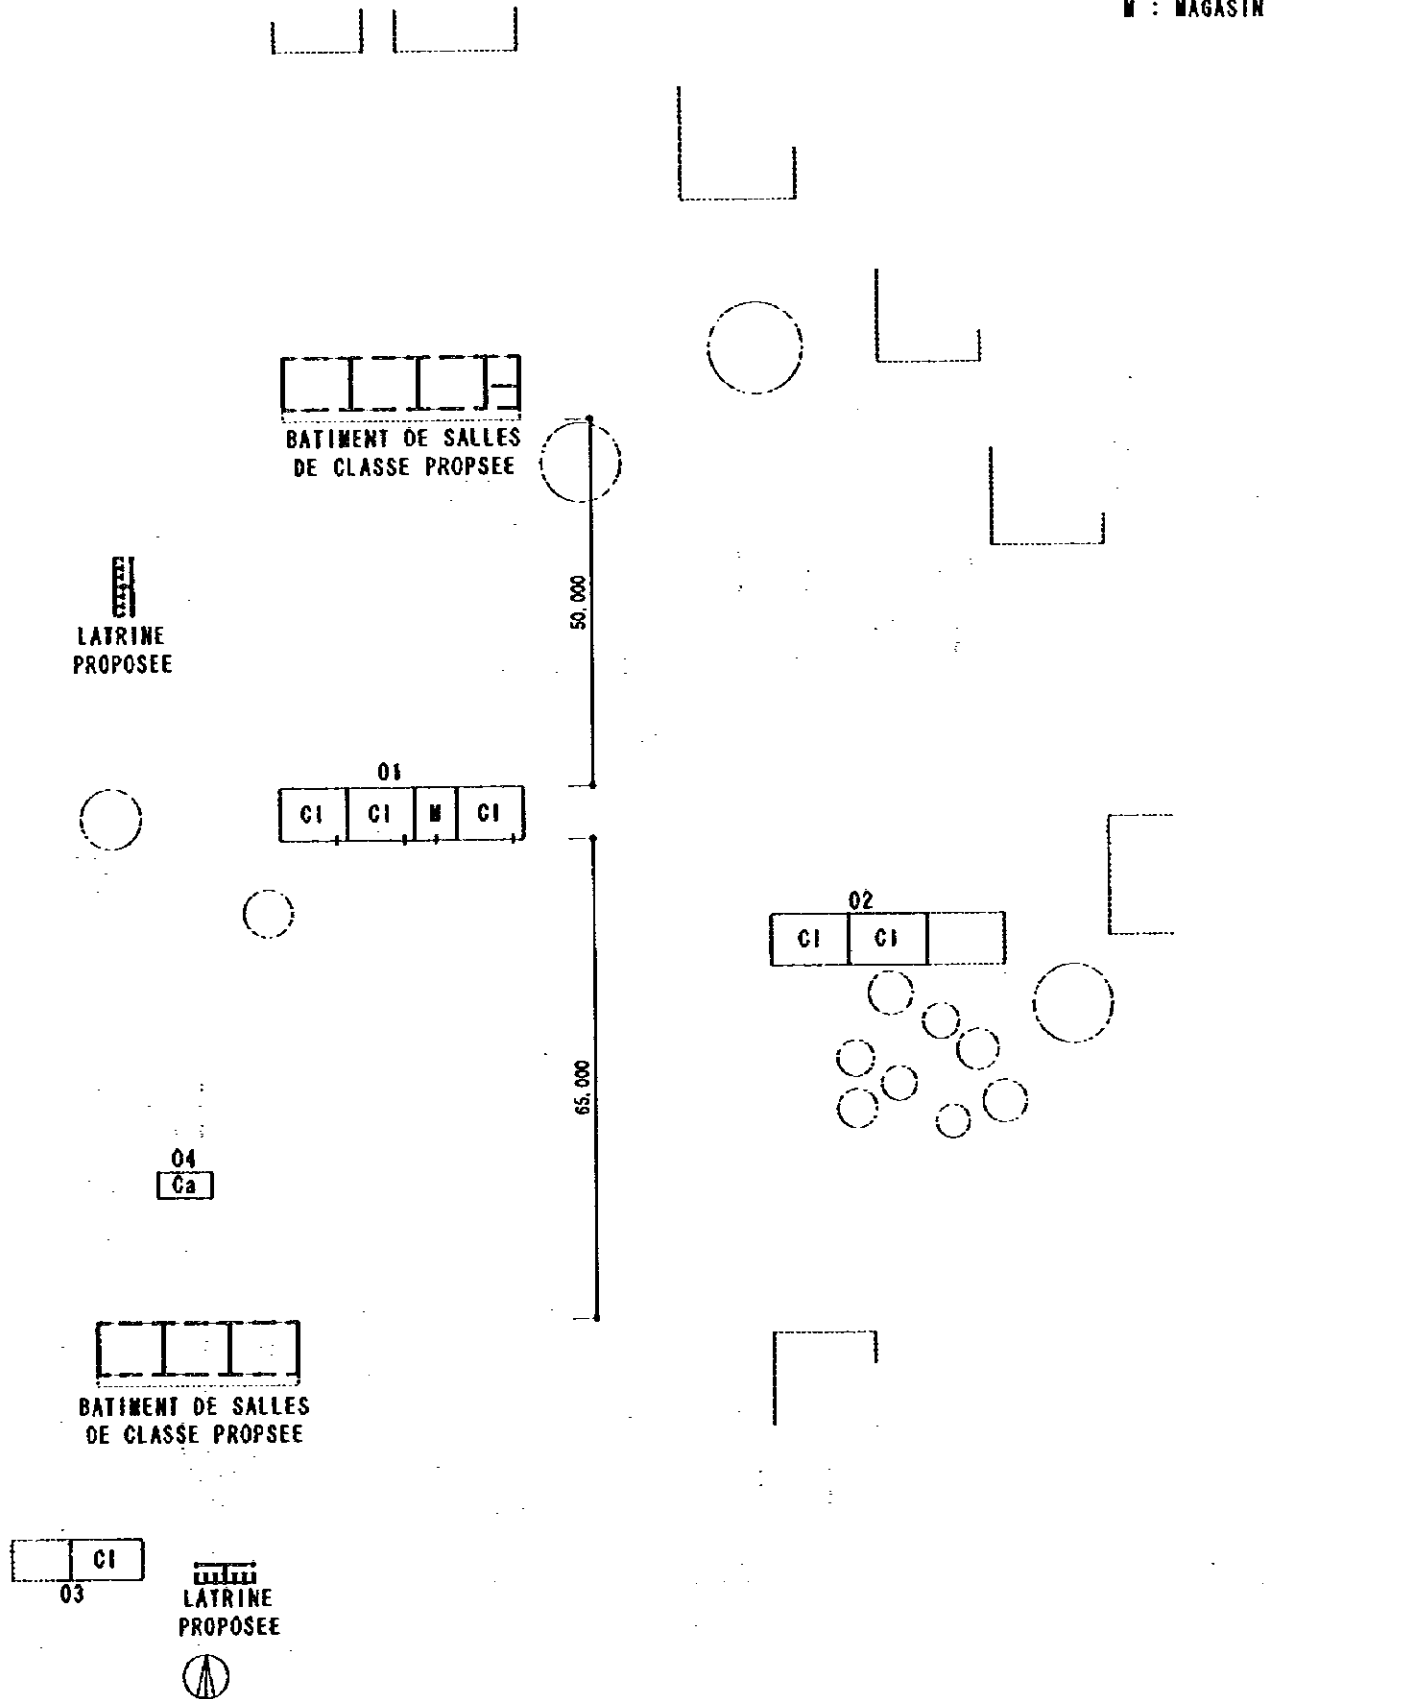 M : MAGASIN
BATIMENT DE SALLES
DE CLASSE PROPSEE
50.000
LATRINE
PROPOSEE
01
Cl Cl M Cl
02
Cl Cl
65.000
04
Ca
BATIMENT DE SALLES
DE CLASSE PROPSEE
Cl
03
LATRINE
PROPOSEE